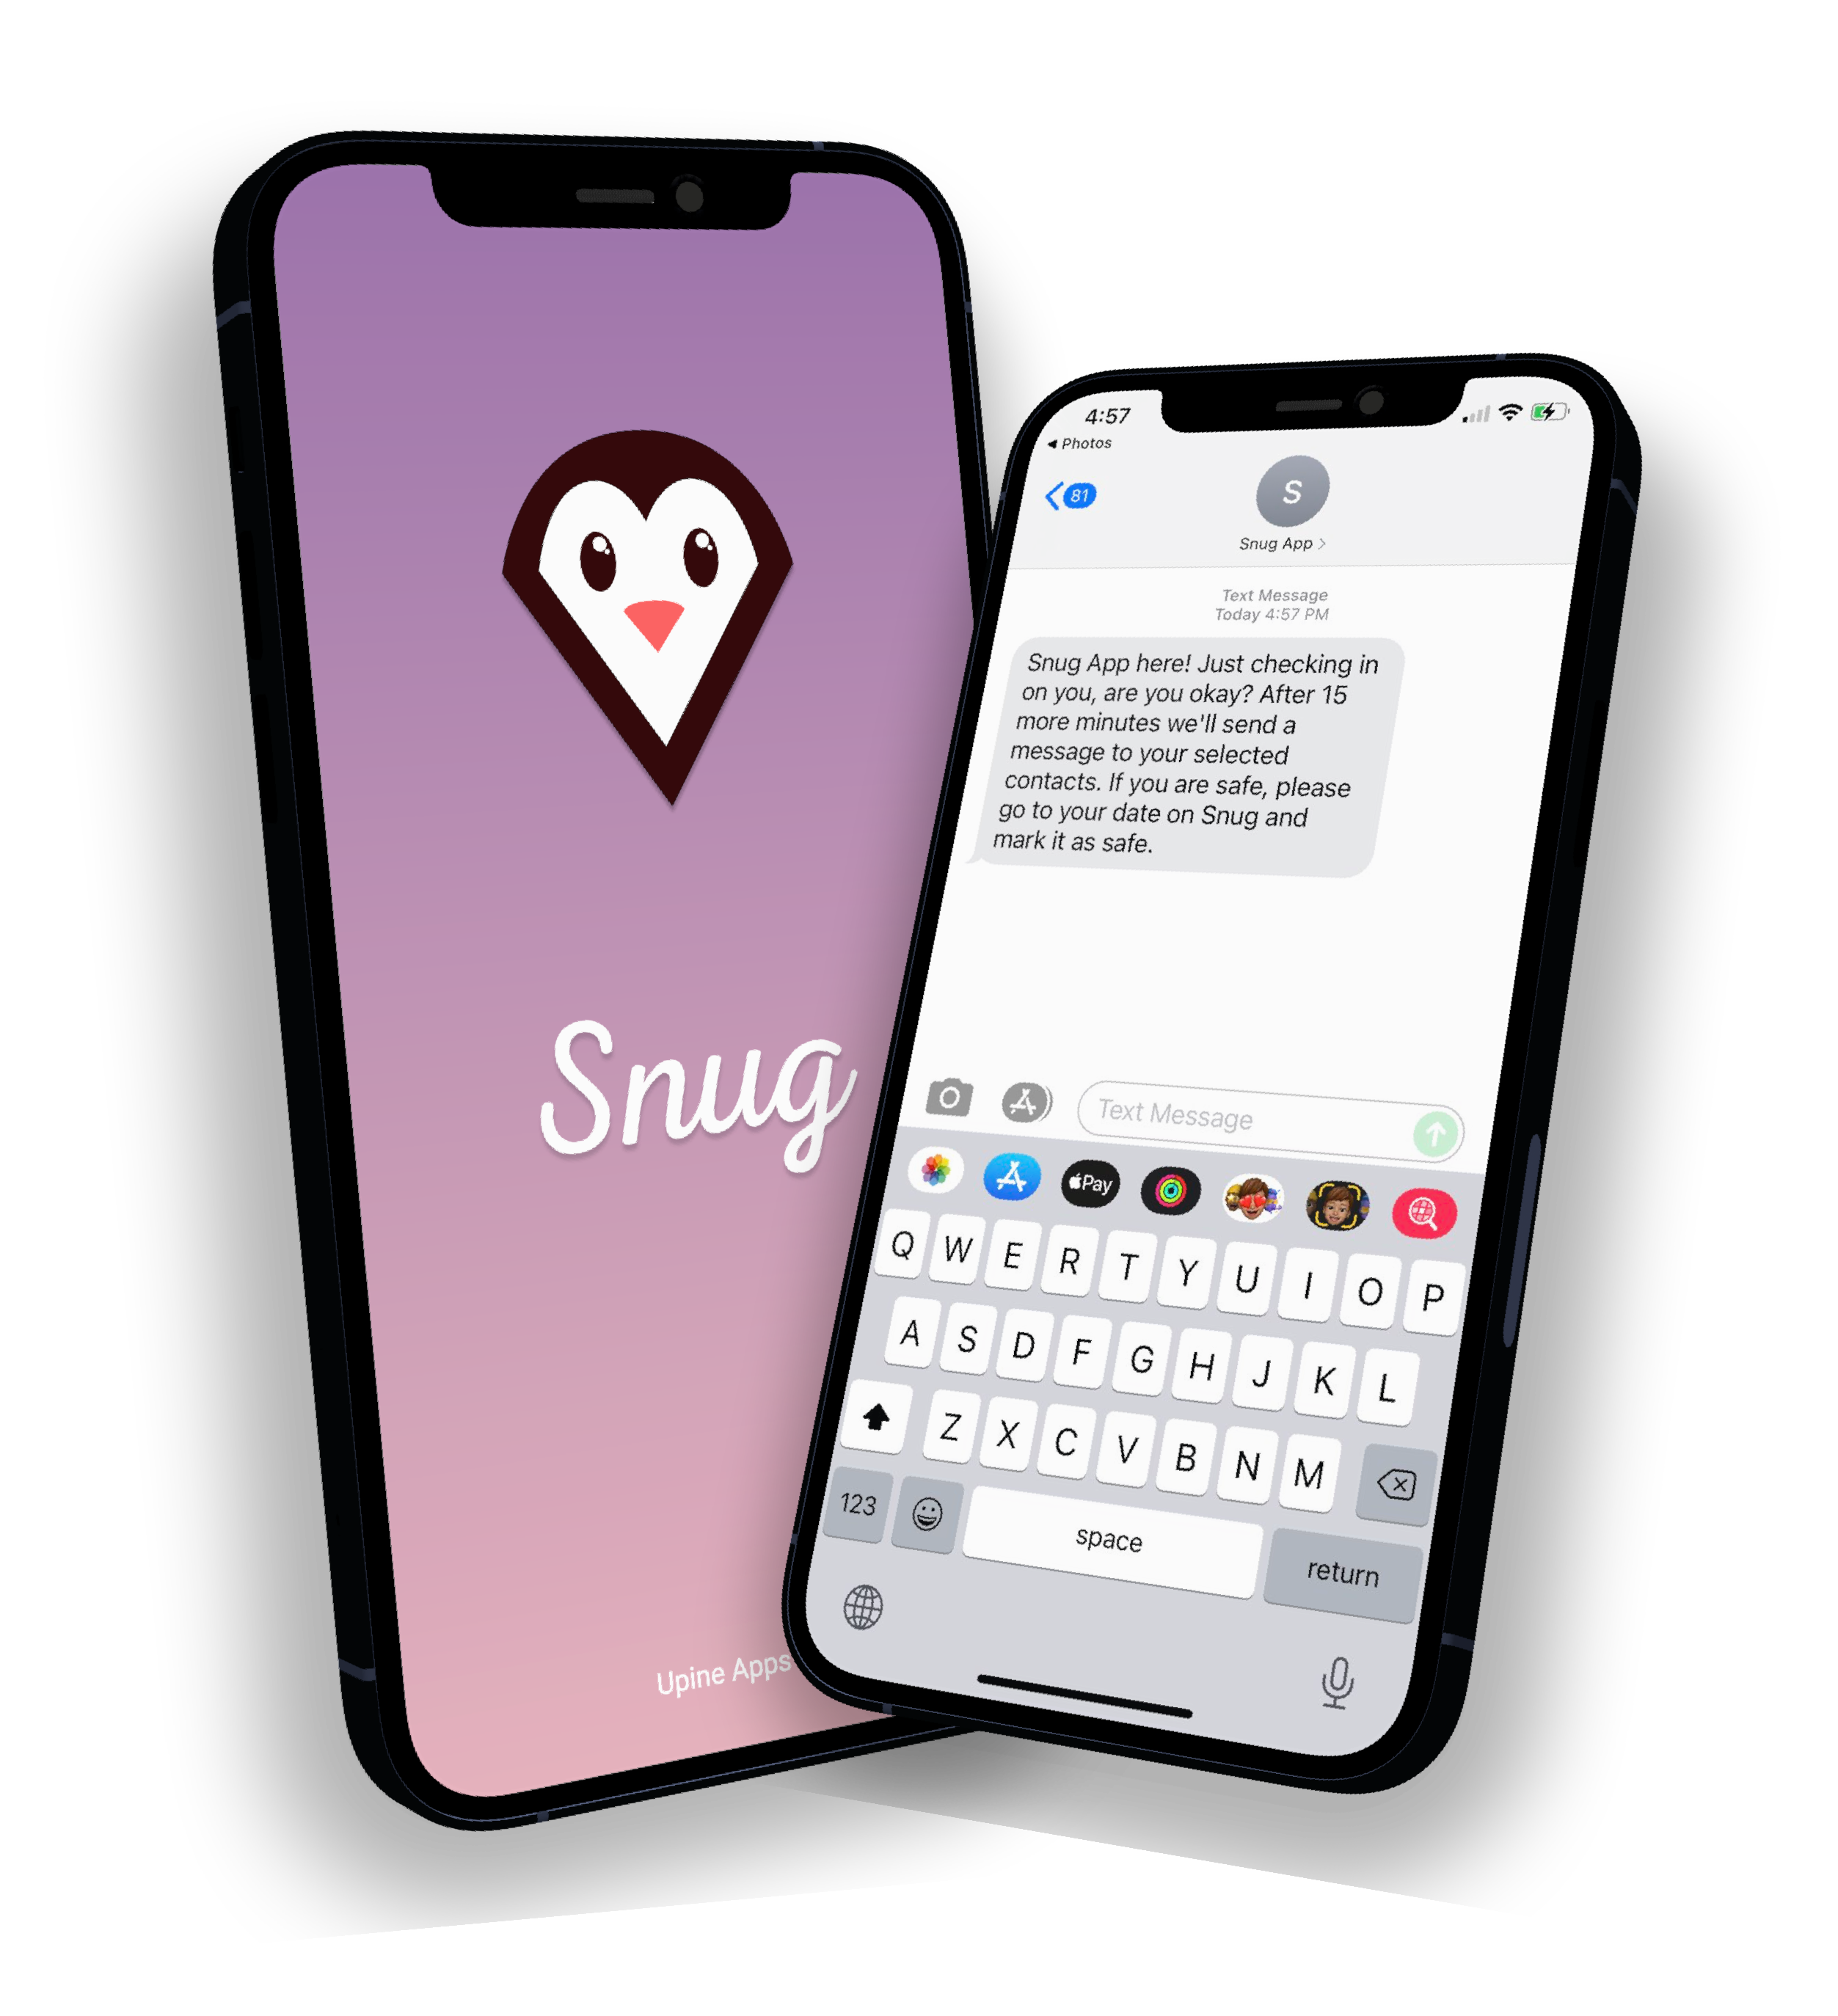 Snug
Upine Apps
4:57
◀ Photos
81
S
Snug App >
Text Message
Today 4:57 PM
Snug App here! Just checking in
on you, are you okay? After 15
more minutes we'll send a
message to your selected
contacts. If you are safe, please
go to your date on Snug and
mark it as safe.
Text Message
Pay
Q W E R T Y U I O P
A S D F G H J K L
Z X C V B N M
123 space return